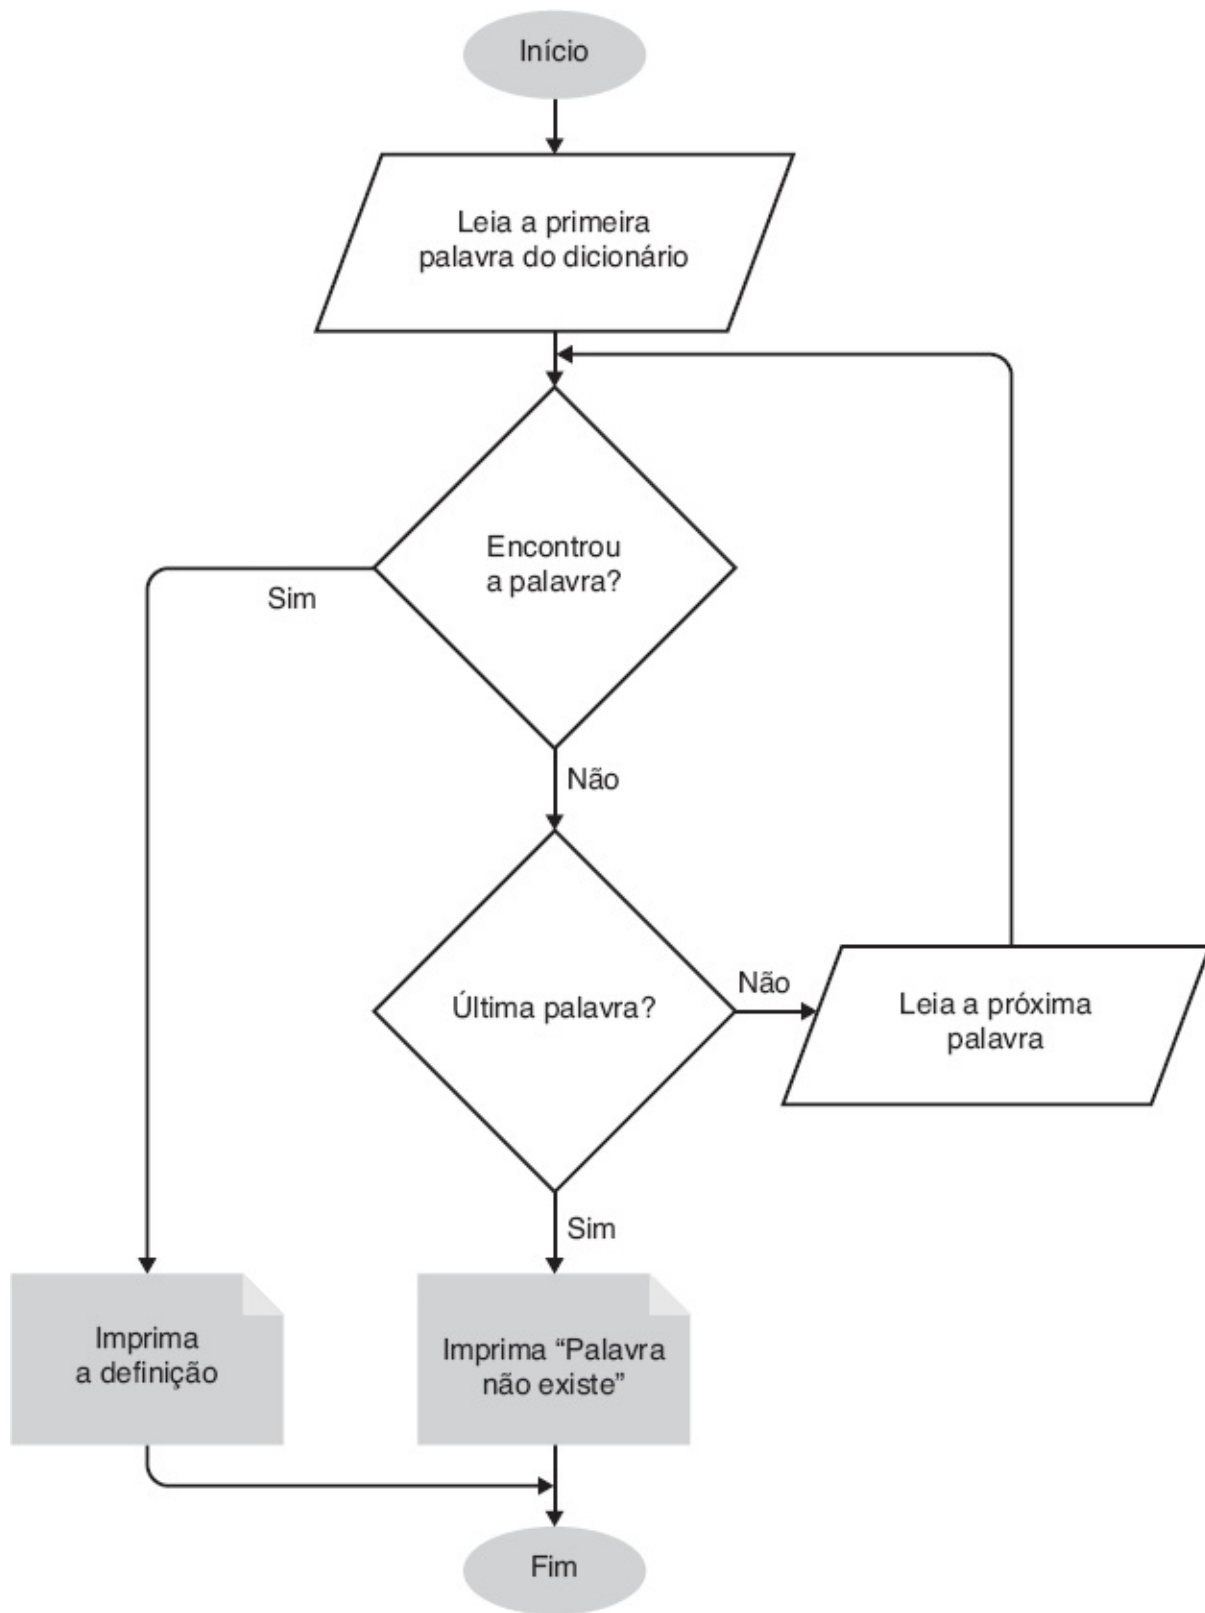 Início
Leia a primeira
palavra do dicionário
Encontrou
a palavra?
Sim
Não
Última palavra?
Não
Leia a próxima
palavra
Sim
Imprima
a definição
Imprima “Palavra
não existe”
Fim